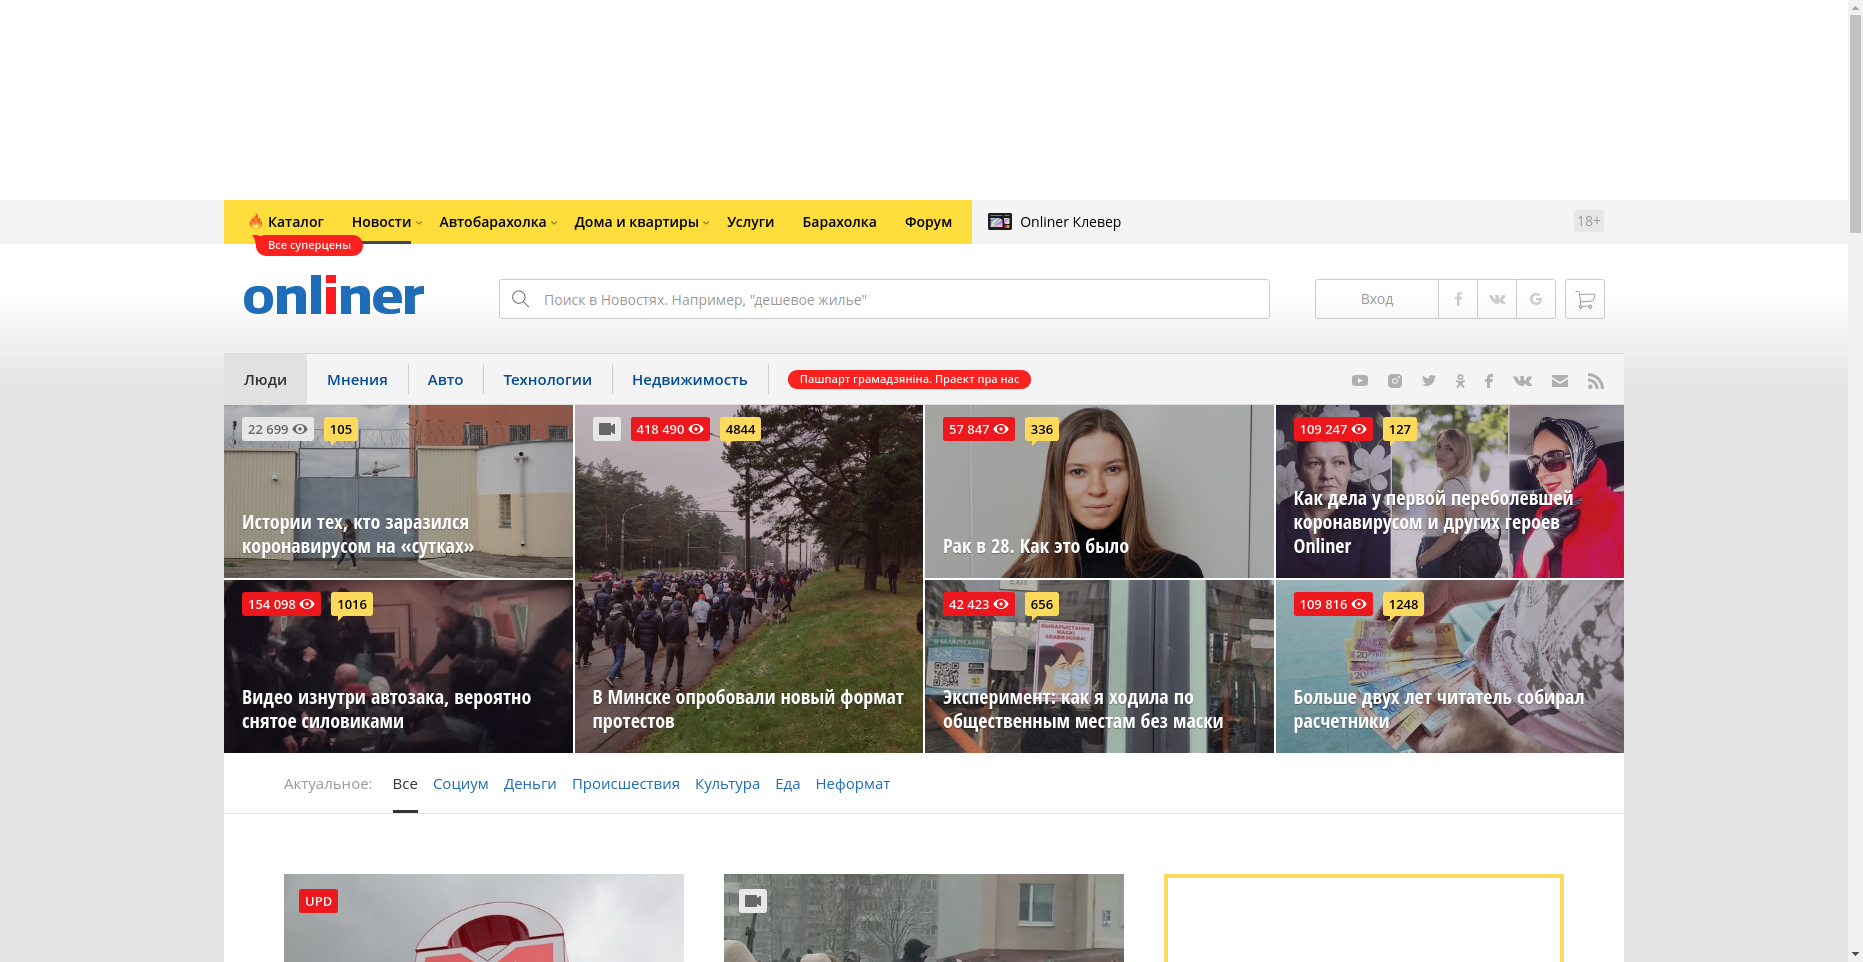 Каталог Новости Автобарахолка Дома и квартиры Услуги Барахолка Форум Onliner Клевер 18+
Все суперцены
onliner
Поиск в Новостях. Например, "дешевое жилье"
Вход
Люди Мнения Авто Технологии Недвижимость Пашпарт грамадзяніна. Праект пра нас
22 699 105
Истории тех, кто заразился
коронавирусом на «сутках»
418 490 4844
В Минске опробовали новый формат
протестов
57 847 336
Рак в 28. Как это было
109 247 127
Как дела у первой переболевшей
коронавирусом и других героев
Onliner
154 098 1016
Видео изнутри автозака, вероятно
снятое силовиками
42 423 656
ВЫКАРЫСТАННЕ
МАСКІ
АБАВЯЗКОВА!
Эксперимент: как я ходила по
общественным местам без маски
109 816 1248
Больше двух лет читатель собирал
расчетники
Актуальное: Все Социум Деньги Происшествия Культура Еда Неформат
UPD